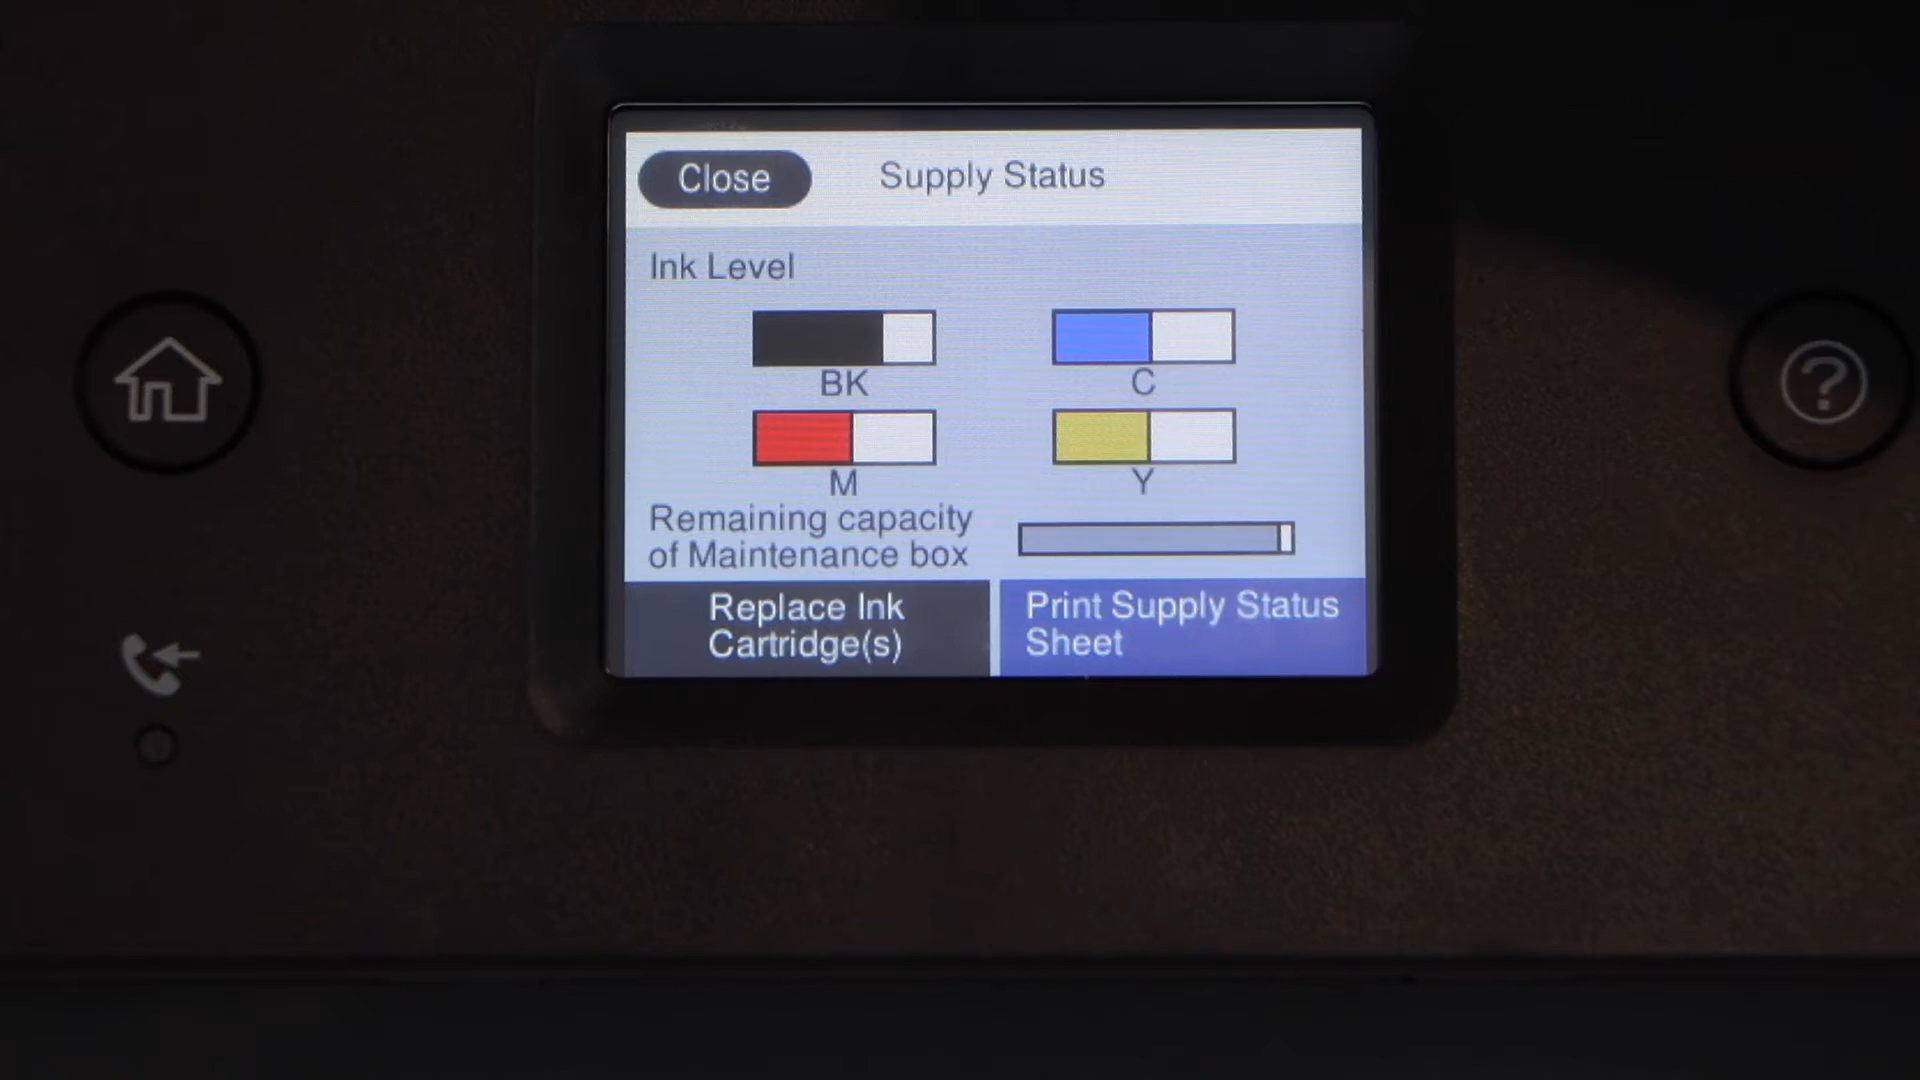 Close
Supply Status
Ink Level
BK
C
M
Y
Remaining capacity
of Maintenance box
Replace Ink
Cartridge(s)
Print Supply Status
Sheet
?